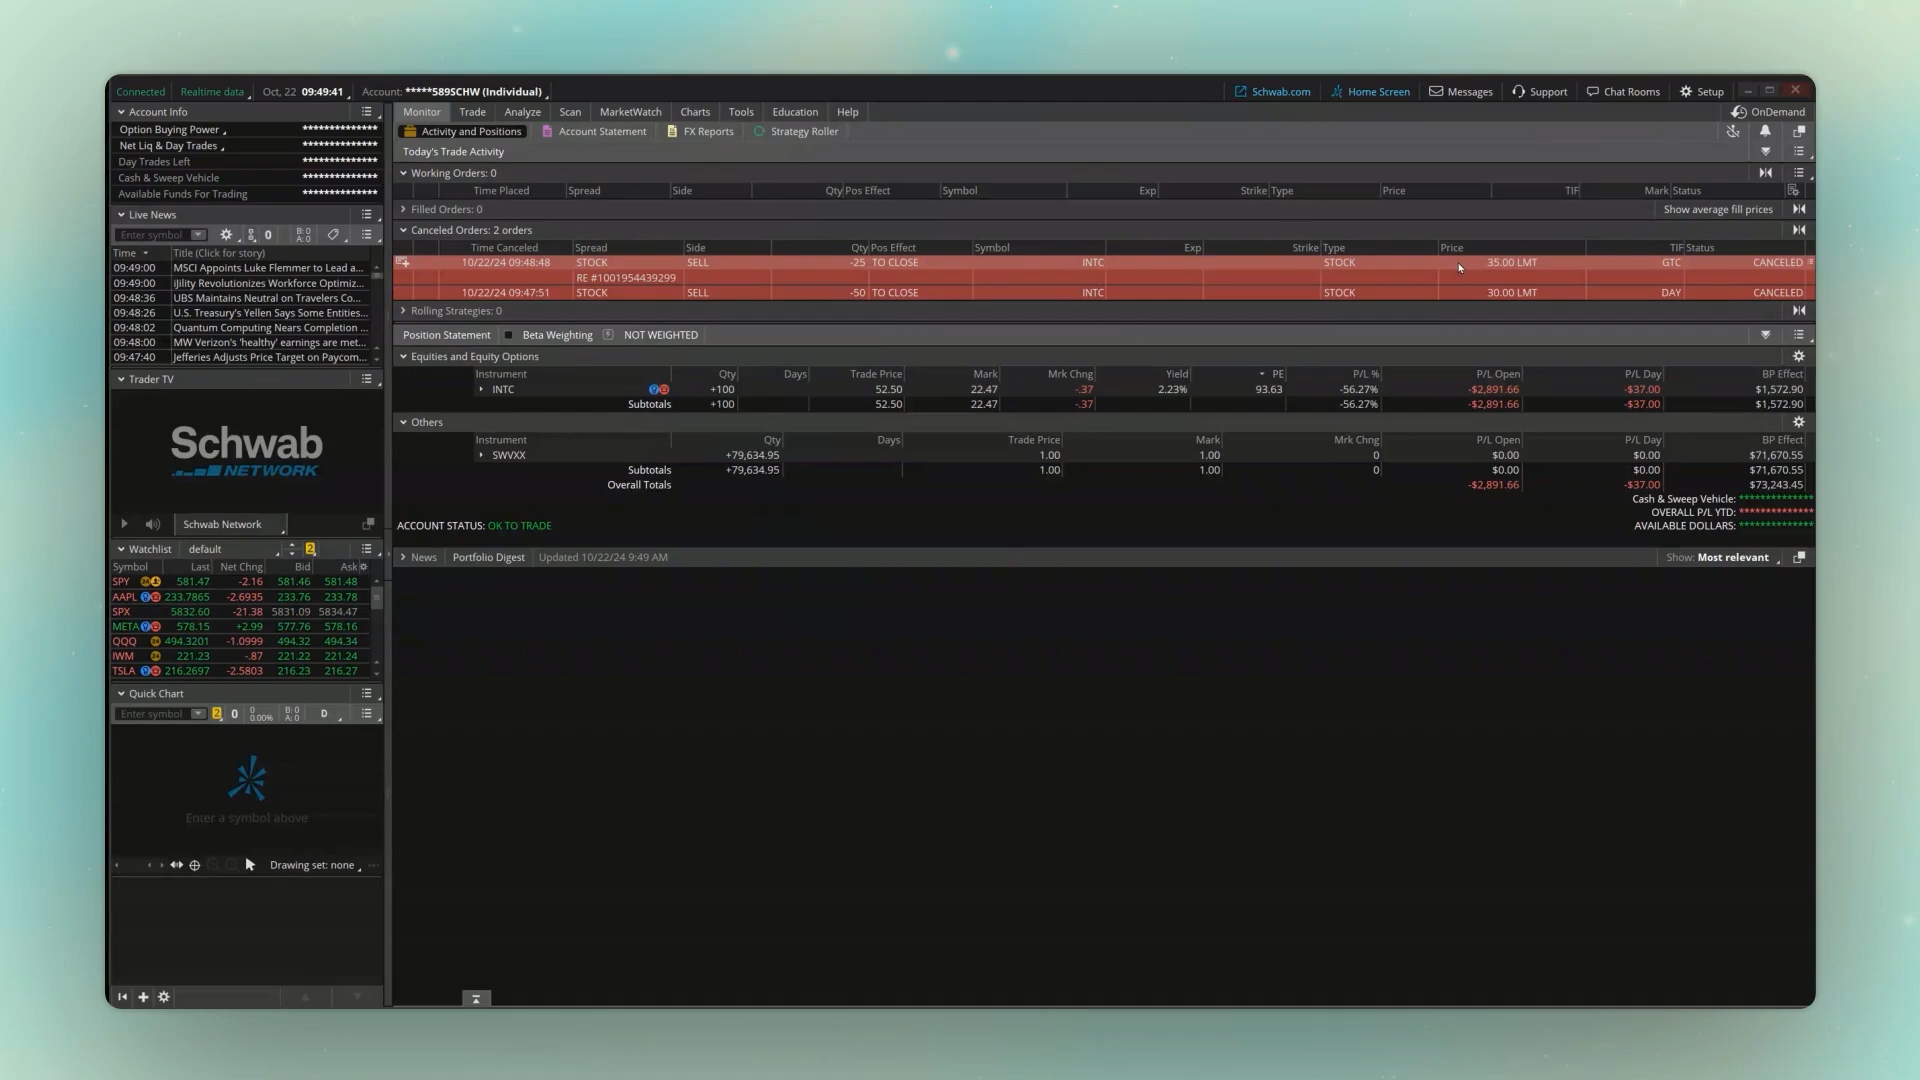 Connected Realtime data Oct, 22 09:49:41 Account: *****589SCHW (Individual) Schwab.com Home Screen Messages Support Chat Rooms Setup
Account Info
Option Buying Power **************
Net Liq & Day Trades **************
Day Trades Left **************
Cash & Sweep Vehicle **************
Available Funds For Trading **************
Live News
Enter symbol 0 B: 0 A: 0
Time Title (Click for story)
09:49:00 MSCI Appoints Luke Flemmer to Lead a...
09:49:00 iJility Revolutionizes Workforce Optimiz...
09:48:36 UBS Maintains Neutral on Travelers Co...
09:48:26 U.S. Treasury's Yellen Says Some Entities...
09:48:02 Quantum Computing Nears Completion ...
09:48:00 MW Verizon's 'healthy' earnings are met...
09:47:40 Jefferies Adjusts Price Target on Paycom...
Trader TV
Schwab
NETWORK
Schwab Network
Watchlist default 2
Symbol Last Net Chng Bid Ask
SPY 24 581.47 -2.16 581.46 581.48
AAPL 233.7865 -2.6935 233.76 233.78
SPX 5832.60 -21.38 5831.09 5834.47
META 578.15 +2.99 577.76 578.16
QQQ 24 494.3201 -1.0999 494.32 494.34
IWM 24 221.23 -.87 221.22 221.24
TSLA 216.2697 -2.5803 216.23 216.27
Quick Chart
Enter symbol 2 0 0 0.00% B: 0 A: 0 D
Enter a symbol above
Drawing set: none
Monitor Trade Analyze Scan MarketWatch Charts Tools Education Help OnDemand
Activity and Positions Account Statement FX Reports Strategy Roller
Today's Trade Activity
Working Orders: 0
Time Placed Spread Side Qty Pos Effect Symbol Exp Strike Type Price TIF Mark Status
Filled Orders: 0 Show average fill prices
Canceled Orders: 2 orders
Time Canceled Spread Side Qty Pos Effect Symbol Exp Strike Type Price TIF Status
10/22/24 09:48:48 STOCK SELL -25 TO CLOSE INTC STOCK 35.00 LMT GTC CANCELED
RE #1001954439299
10/22/24 09:47:51 STOCK SELL -50 TO CLOSE INTC STOCK 30.00 LMT DAY CANCELED
Rolling Strategies: 0
Position Statement Beta Weighting NOT WEIGHTED
Equities and Equity Options
Instrument Qty Days Trade Price Mark Mrk Chng Yield PE P/L % P/L Open P/L Day BP Effect
INTC +100 52.50 22.47 -.37 2.23% 93.63 -56.27% -$2,891.66 -$37.00 $1,572.90
Subtotals +100 52.50 22.47 -.37 -56.27% -$2,891.66 -$37.00 $1,572.90
Others
Instrument Qty Days Trade Price Mark Mrk Chng P/L Open P/L Day BP Effect
SWVXX +79,634.95 1.00 1.00 0 $0.00 $0.00 $71,670.55
Subtotals +79,634.95 1.00 1.00 0 $0.00 $0.00 $71,670.55
Overall Totals -$2,891.66 -$37.00 $73,243.45
Cash & Sweep Vehicle: **************
OVERALL P/L YTD: **************
AVAILABLE DOLLARS: **************
ACCOUNT STATUS: OK TO TRADE
News Portfolio Digest Updated 10/22/24 9:49 AM Show: Most relevant